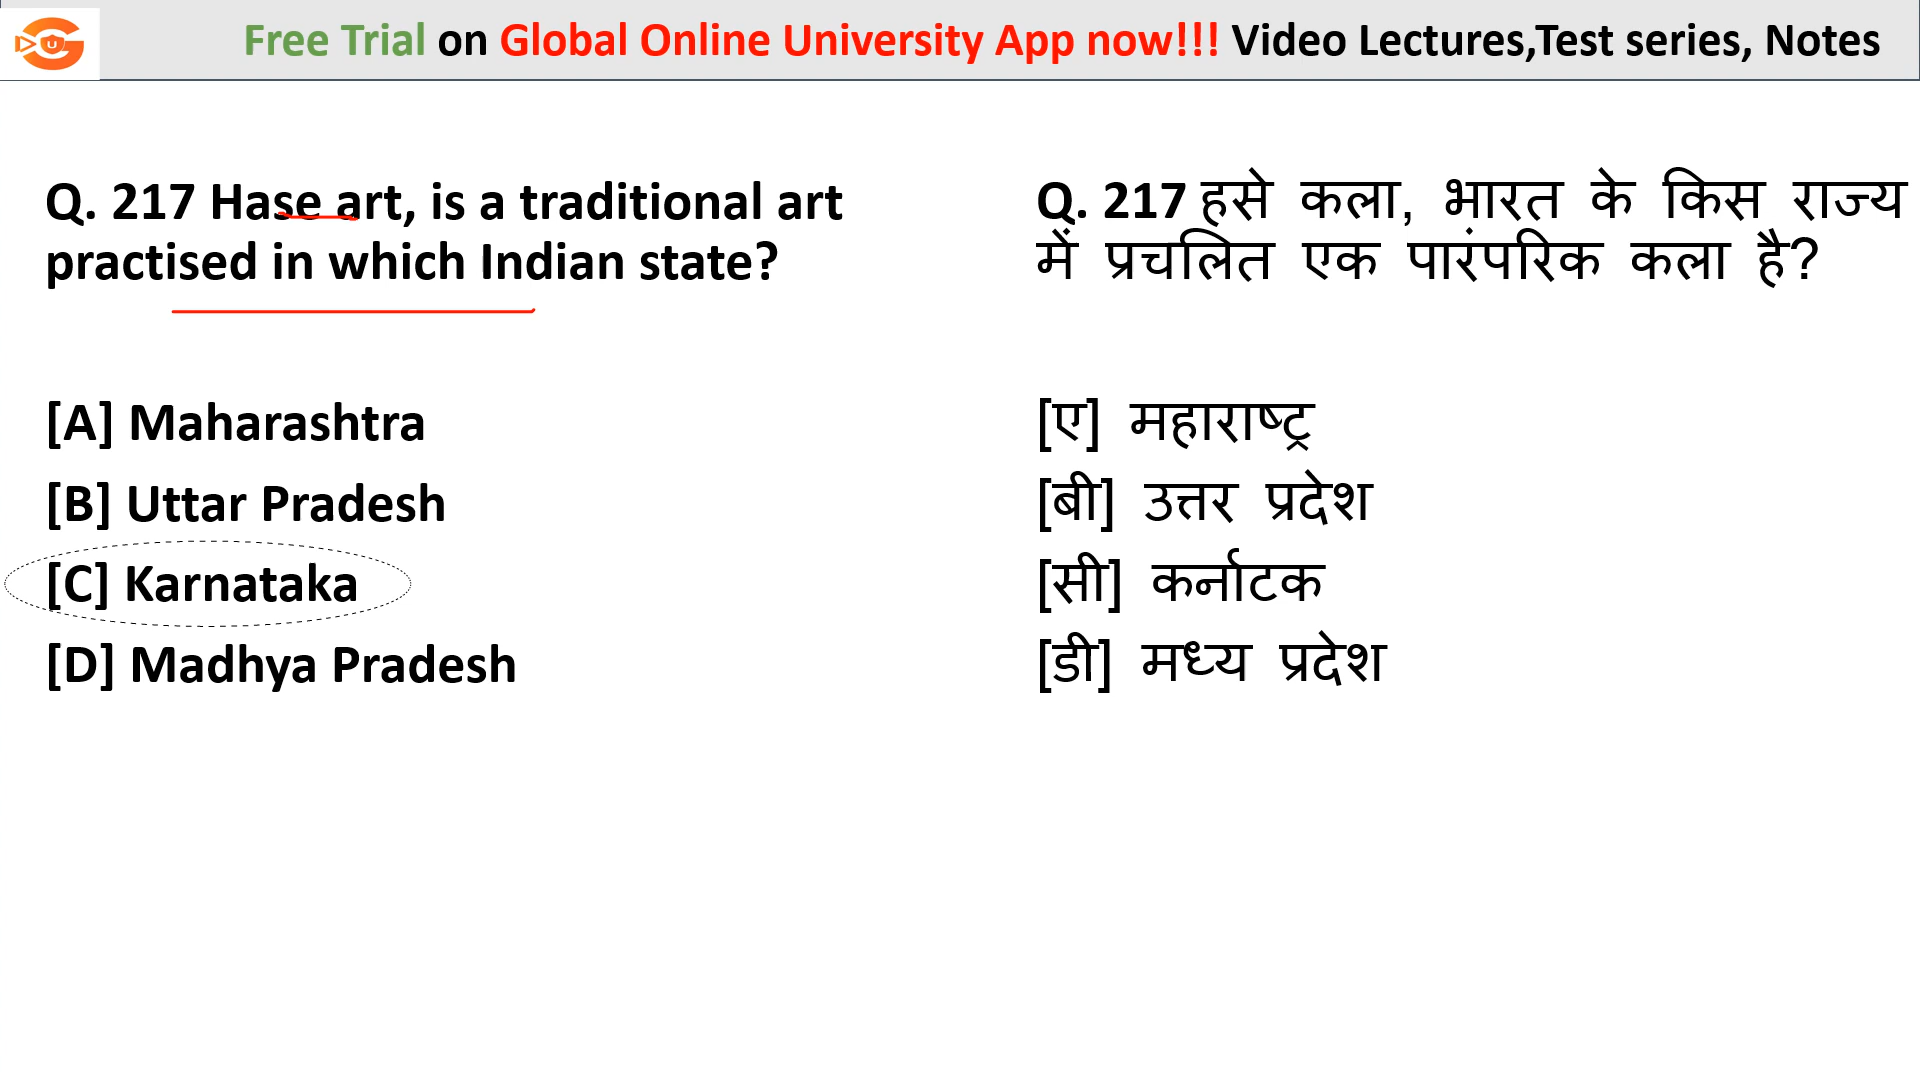 U
Free Trial on Global Online University App now!!! Video Lectures,Test series, Notes
Q. 217 Hase art, is a traditional art
practised in which Indian state?
[A] Maharashtra
[B] Uttar Pradesh
[C] Karnataka
[D] Madhya Pradesh
Q. 217 हसे कला, भारत के किस राज्य
में प्रचलित एक पारंपरिक कला है?
[ए] महाराष्ट्र
[बी] उत्तर प्रदेश
[सी] कर्नाटक
[डी] मध्य प्रदेश